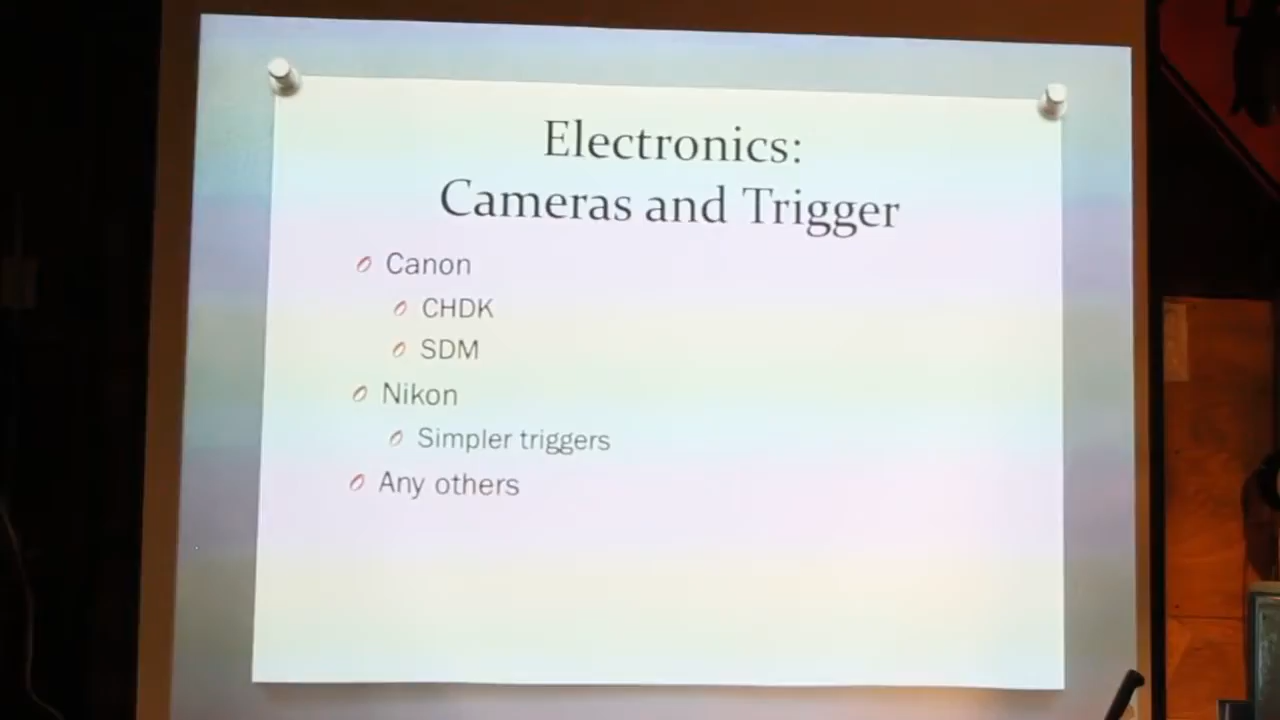 Electronics:
Cameras and Trigger
Canon
CHDK
SDM
Nikon
Simpler triggers
Any others